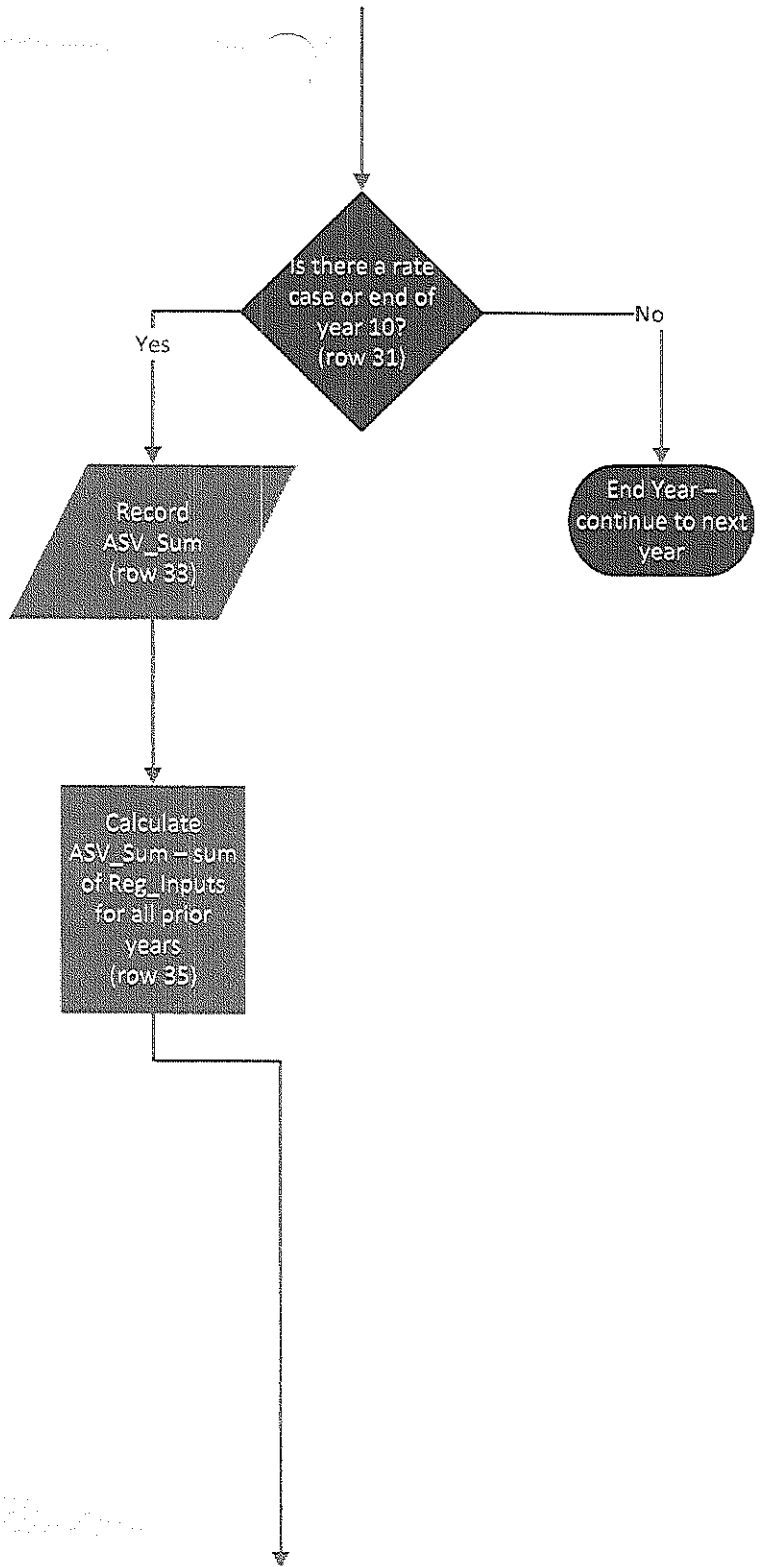 Is there a rate
case or end of
year 10?
(row 31)
Yes
No
Record
ASV_Sum
(row 33)
End Year –
continue to next
year
Calculate
ASV_Sum – sum
of Reg_Inputs
for all prior
years
(row 35)